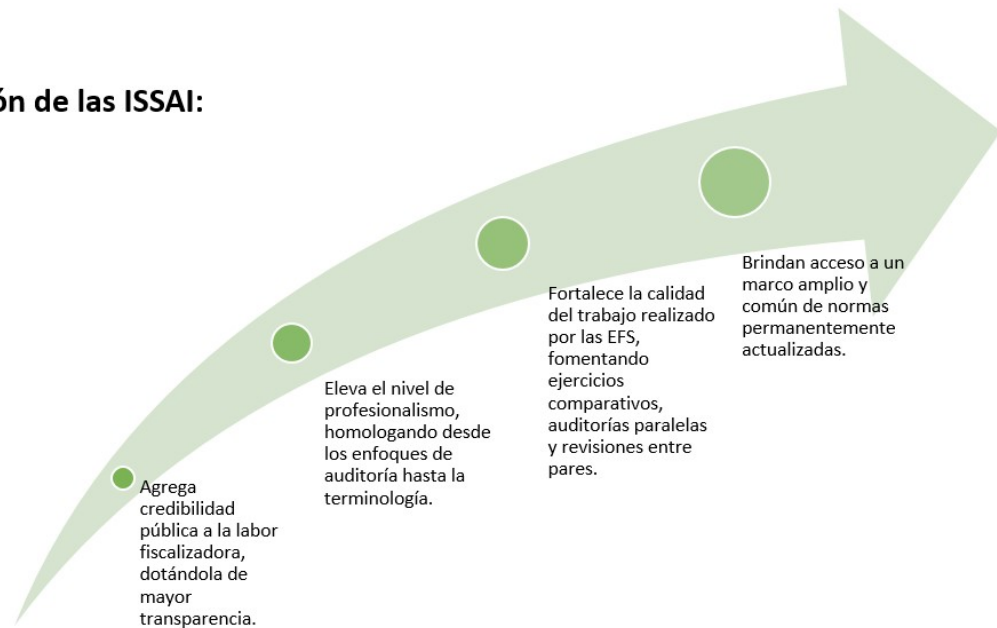 ón de las ISSAI:
Agrega
credibilidad
pública a la labor
fiscalizadora,
dotándola de
mayor
transparencia.
Eleva el nivel de
profesionalismo,
homologando desde
los enfoques de
auditoría hasta la
terminología.
Fortalece la calidad
del trabajo realizado
por las EFS,
fomentando
ejercicios
comparativos,
auditorías paralelas
y revisiones entre
pares.
Brindan acceso a un
marco amplio y
común de normas
permanentemente
actualizadas.